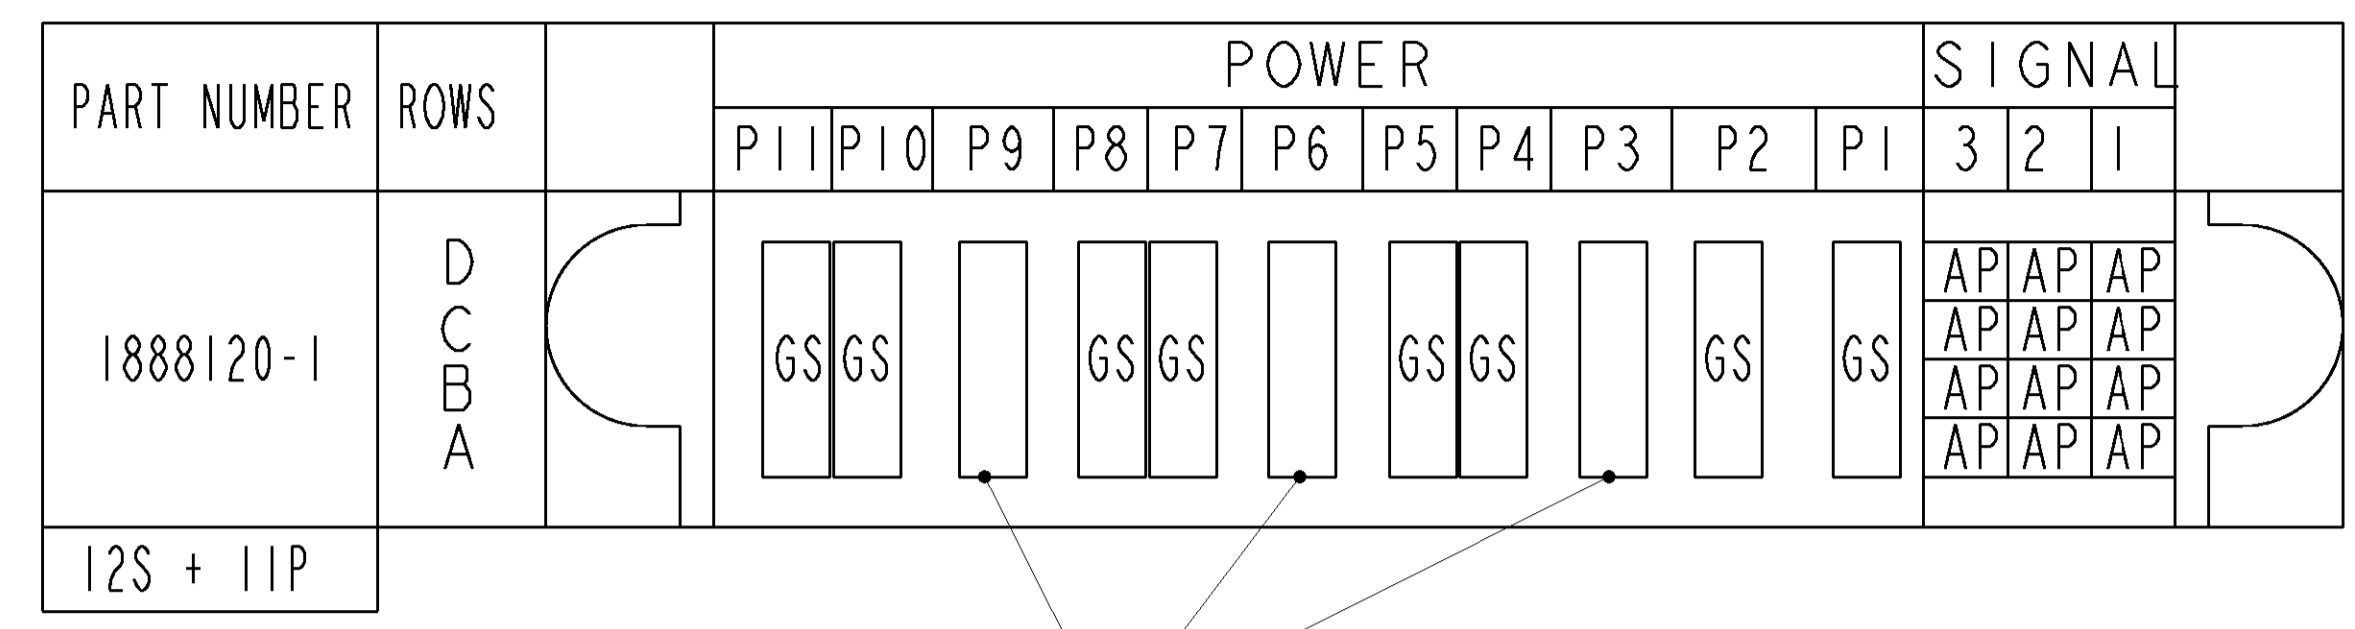 PART NUMBER ROWS POWER SIGNAL
P11 P10 P9 P8 P7 P6 P5 P4 P3 P2 P1 3 2 1
D AP AP AP
C AP AP AP
1888120-1 GS GS GS GS GS GS GS GS
B AP AP AP
A AP AP AP
12S + 11P